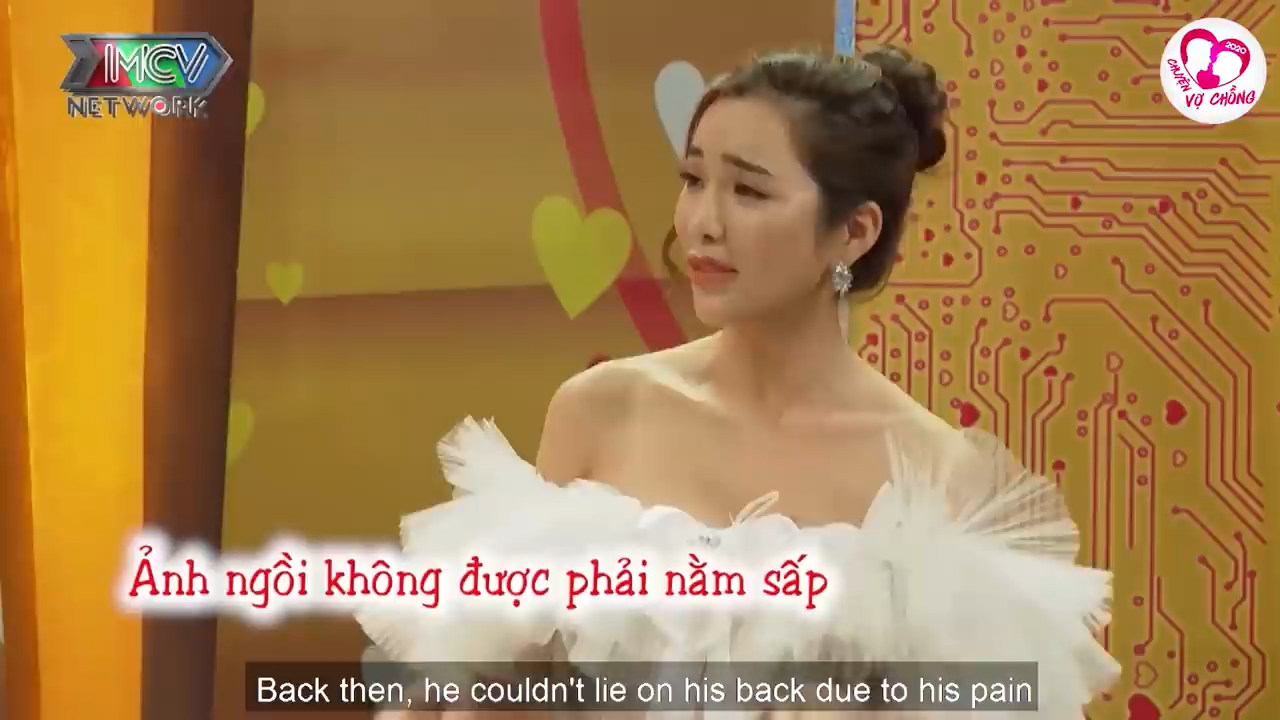 MCV
NETWORK
2020
CHUYỆN
VỢ CHỒNG
Ảnh ngồi không được phải nằm sấp
Back then, he couldn't lie on his back due to his pain